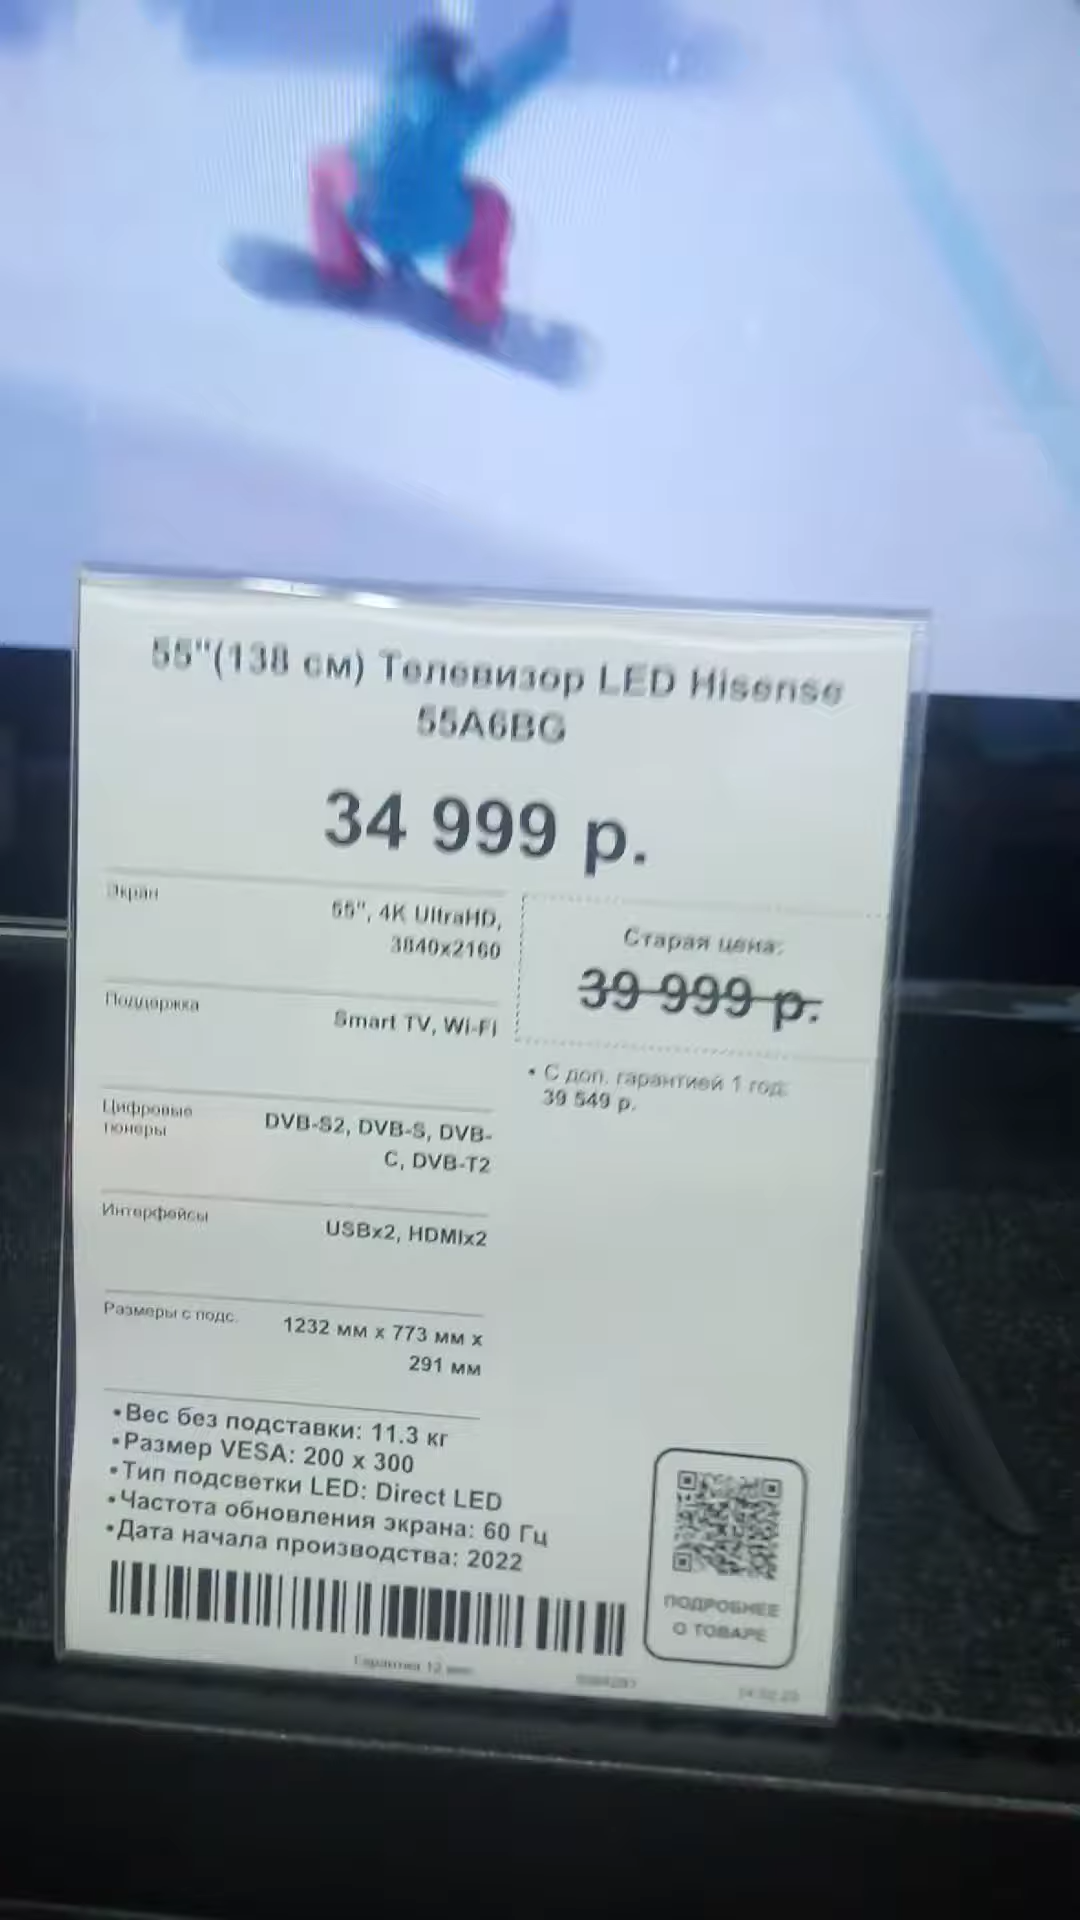 55"(138 см) Телевизор LED Hisense
55A6BG
34 999 р.
Экран
55", 4K UltraHD,
3840x2160
Старая цена:
39 999 р.
Поддержка
Smart TV, Wi-Fi
• С доп. гарантией 1 год:
39 549 р.
Цифровые
тюнеры
DVB-S2, DVB-S, DVB-
C, DVB-T2
Интерфейсы
USBx2, HDMIx2
Размеры с подс.
1232 мм x 773 мм x
291 мм
•Вес без подставки: 11.3 кг
•Размер VESA: 200 x 300
•Тип подсветки LED: Direct LED
•Частота обновления экрана: 60 Гц
•Дата начала производства: 2022
ПОДРОБНЕЕ
О ТОВАРЕ
Гарантия 12 мес